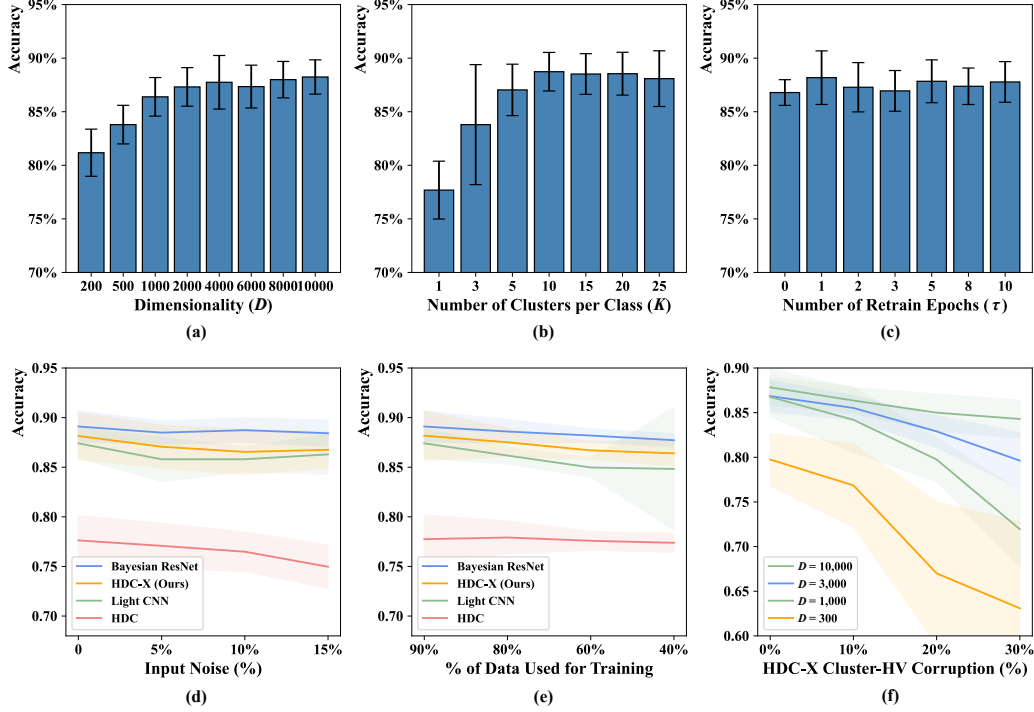 Accuracy
95%
90%
85%
80%
75%
70%
200 500 1000 2000 4000 6000 8000 10000
Dimensionality (D)
(a)
Accuracy
95%
90%
85%
80%
75%
70%
1 3 5 10 15 20 25
Number of Clusters per Class (K)
(b)
Accuracy
95%
90%
85%
80%
75%
70%
0 1 2 3 5 8 10
Number of Retrain Epochs (τ)
(c)
Accuracy
0.95
0.90
0.85
0.80
0.75
0.70
Bayesian ResNet
HDC-X (Ours)
Light CNN
HDC
0 5% 10% 15%
Input Noise (%)
(d)
Accuracy
0.95
0.90
0.85
0.80
0.75
0.70
Bayesian ResNet
HDC-X (Ours)
Light CNN
HDC
90% 80% 60% 40%
% of Data Used for Training
(e)
Accuracy
0.90
0.85
0.80
0.75
0.70
0.65
0.60
D = 10,000
D = 3,000
D = 1,000
D = 300
0% 10% 20% 30%
HDC-X Cluster-HV Corruption (%)
(f)